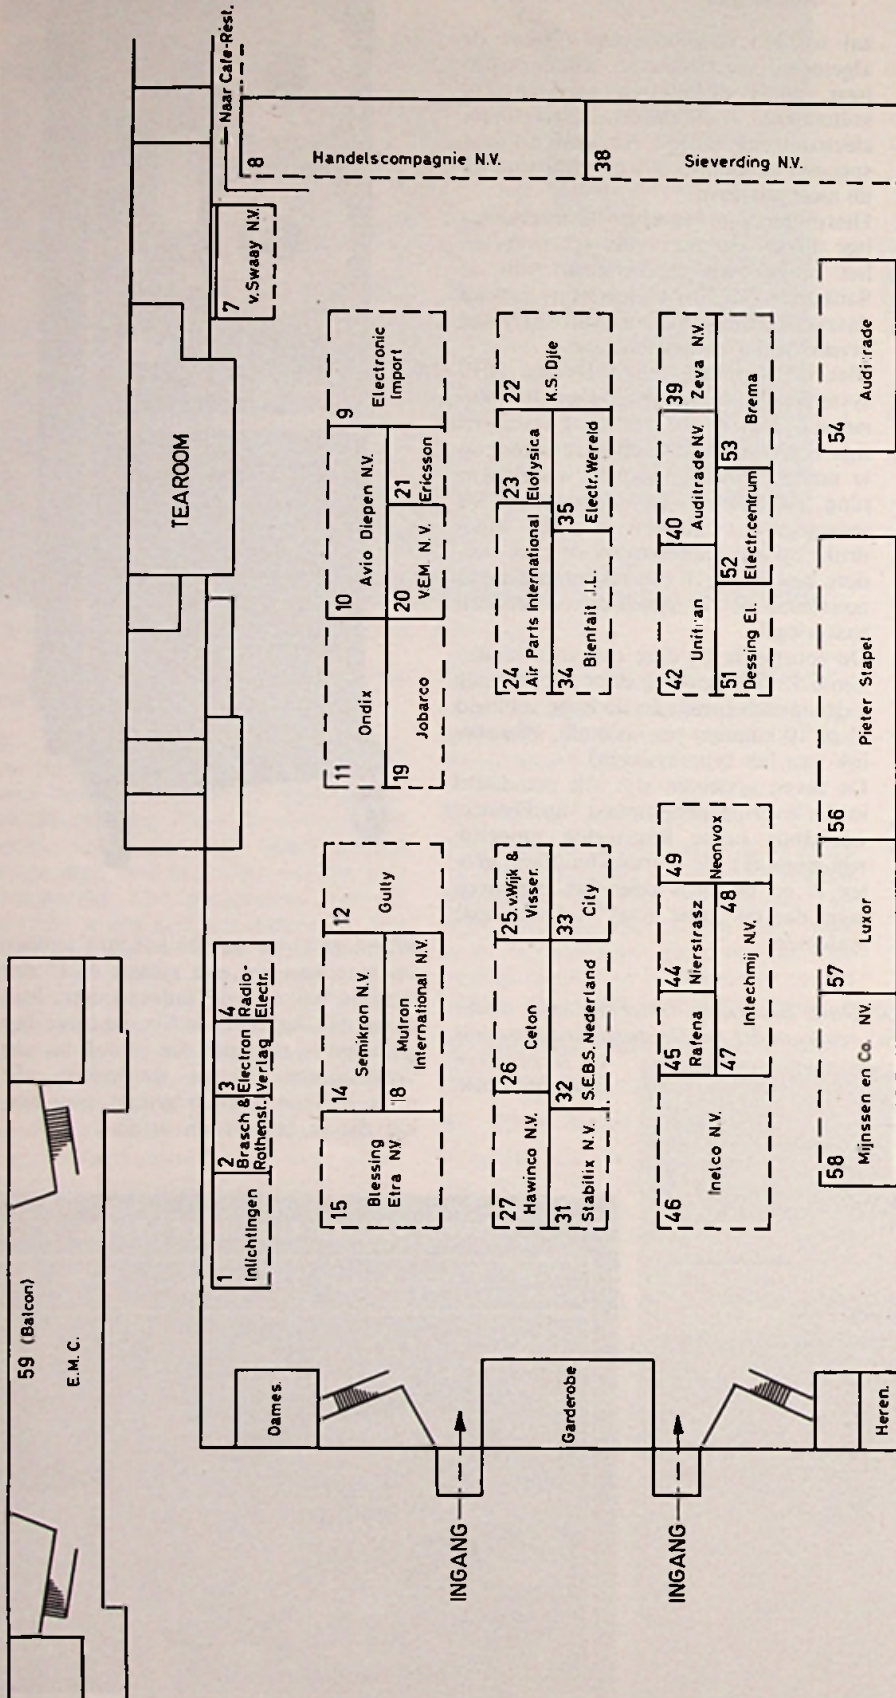 59 (Balcon)
E.M.C.
TEAROOM
Naar Cafe-Rest.
1
Inlichtingen
2
Brasch &
Rothenst.
3
Electron
Verlag
4
Radio-
Electr.
7
v.Swaay N.V.
8
Handelscompagnie N.V.
38
Sieverding N.V.
15
Blessing
Etra NV.
14
Semikron N.V.
12
Gully
11
Ondix
10
Avio Diepen N.V.
9
Electronic
Import
18
Mutron
International N.V.
19
Jobarco
20
V.E.M. N.V.
21
Ericsson
27
Hawinco N.V.
26
Ceton
25. v.Wijk &
Visser.
24
Air Parts International
23
Elofysica
22
K.S. Djie
31
Stabilix N.V.
32
S.E.B.S. Nederland
33
City
34
Bienfait J.L.
35
Electr. Wereld
46
Inelco N.V.
45
Rafena
44
Nierstrasz
49
Neonvox
42
Unitran
40
Auditrade N.V.
39
Zeva N.V.
47
Intechmij N.V.
48
51
Dessing El.
52
Electr.centrum
53
Brema
58
Mijnssen en Co. NV.
57
Luxor
56
Pieter Stapel
54
Auditrade
Dames.
INGANG
Garderobe
INGANG
Heren.